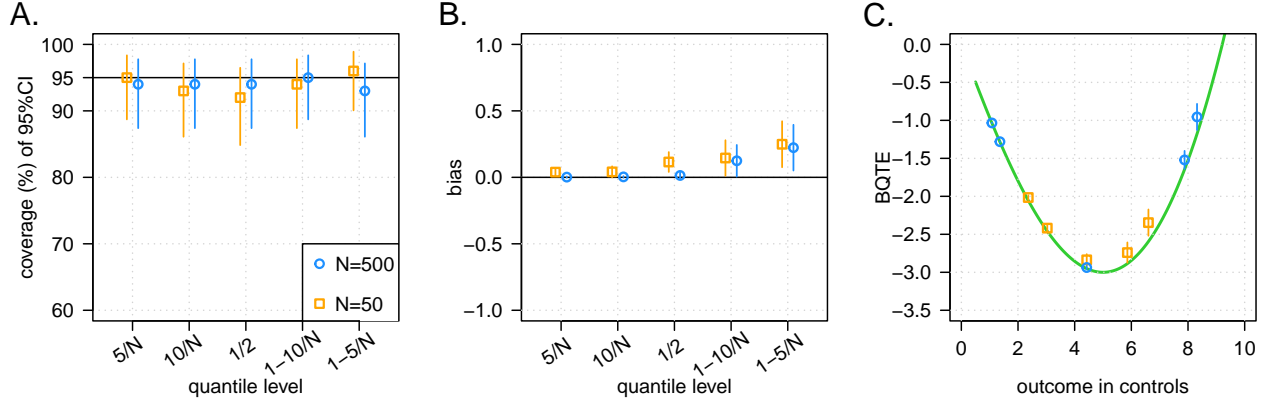 A.
coverage (%) of 95%CI
100
95
90
80
70
60
N=500
N=50
5/N
10/N
1/2
1−10/N
1−5/N
quantile level
B.
bias
1.0
0.5
0.0
−0.5
−1.0
5/N
10/N
1/2
1−10/N
1−5/N
quantile level
C.
BQTE
0.0
−0.5
−1.0
−1.5
−2.0
−2.5
−3.0
−3.5
0 2 4 6 8 10
outcome in controls